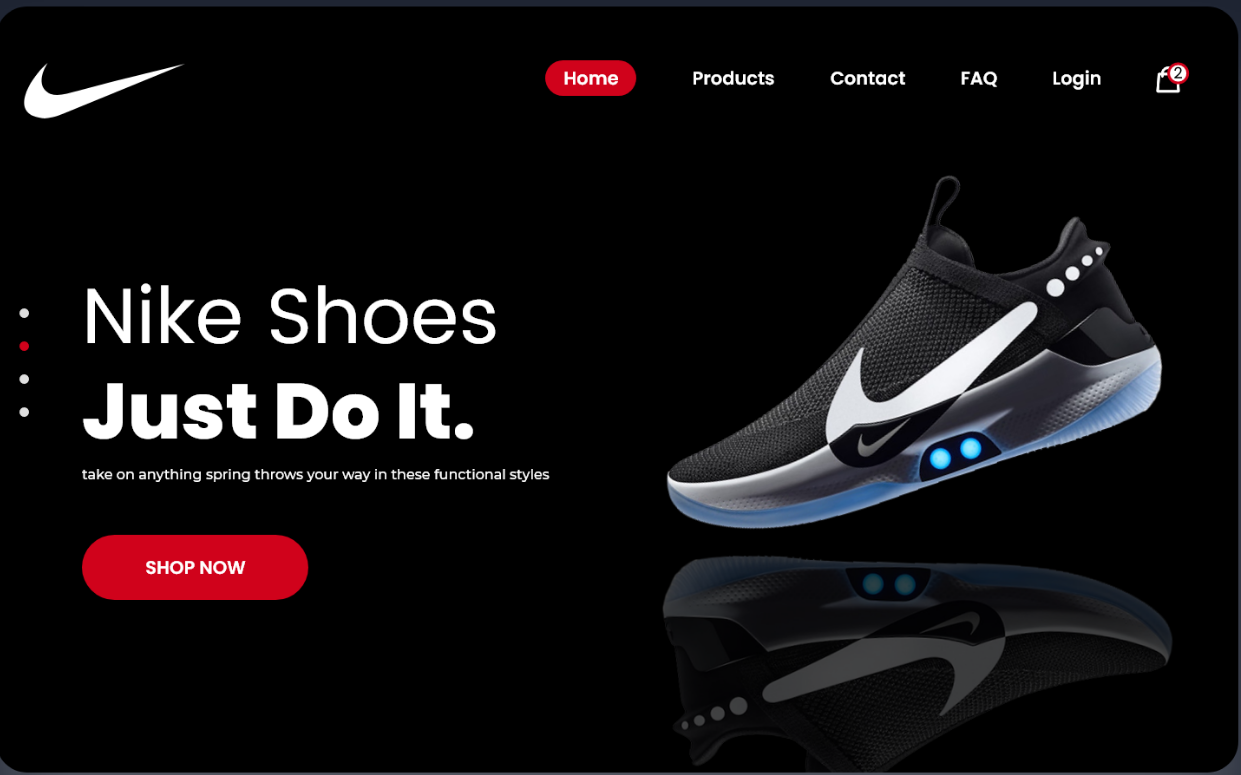 Home
Products
Contact
FAQ
Login
2
Nike Shoes
Just Do It.
take on anything spring throws your way in these functional styles
SHOP NOW